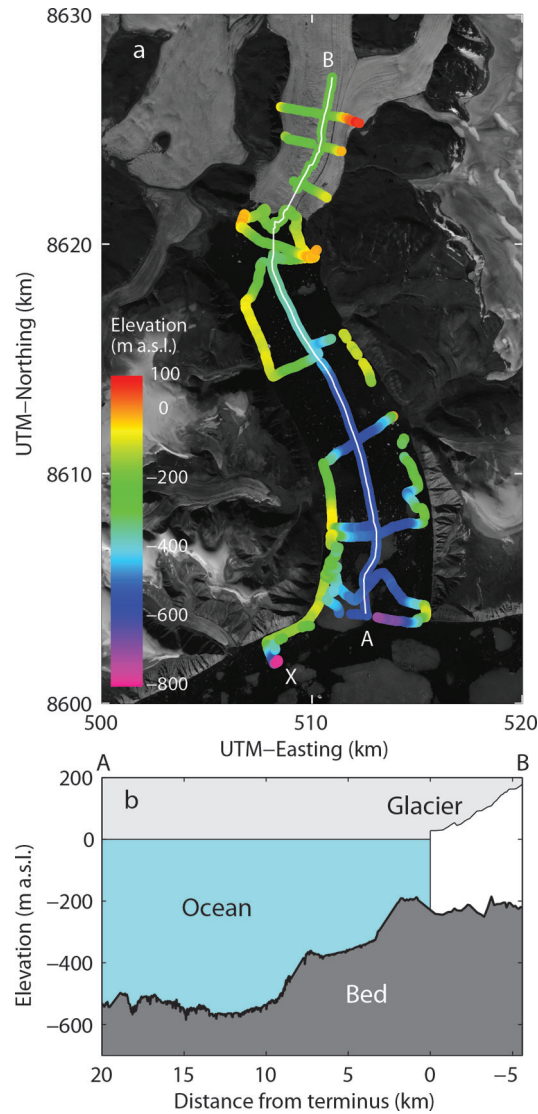 8630
a
B
8620
Elevation
(m a.s.l.)
100
0
−200
−400
−600
−800
UTM−Northing (km)
8610
A
X
8600
500
510
520
UTM−Easting (km)
A
B
200
b
Glacier
0
Ocean
−200
−400
Bed
−600
Elevation (m a.s.l.)
20
15
10
5
0
−5
Distance from terminus (km)